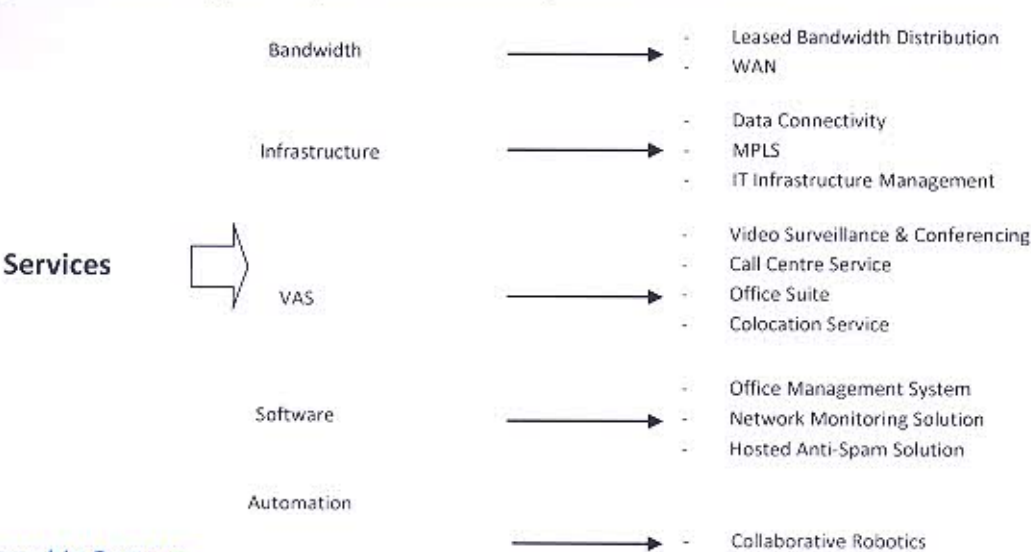 Bandwidth
- Leased Bandwidth Distribution
- WAN
Infrastructure
- Data Connectivity
- MPLS
- IT Infrastructure Management
Services
VAS
- Video Surveillance & Conferencing
- Call Centre Service
- Office Suite
- Colocation Service
Software
- Office Management System
- Network Monitoring Solution
- Hosted Anti-Spam Solution
Automation
- Collaborative Robotics